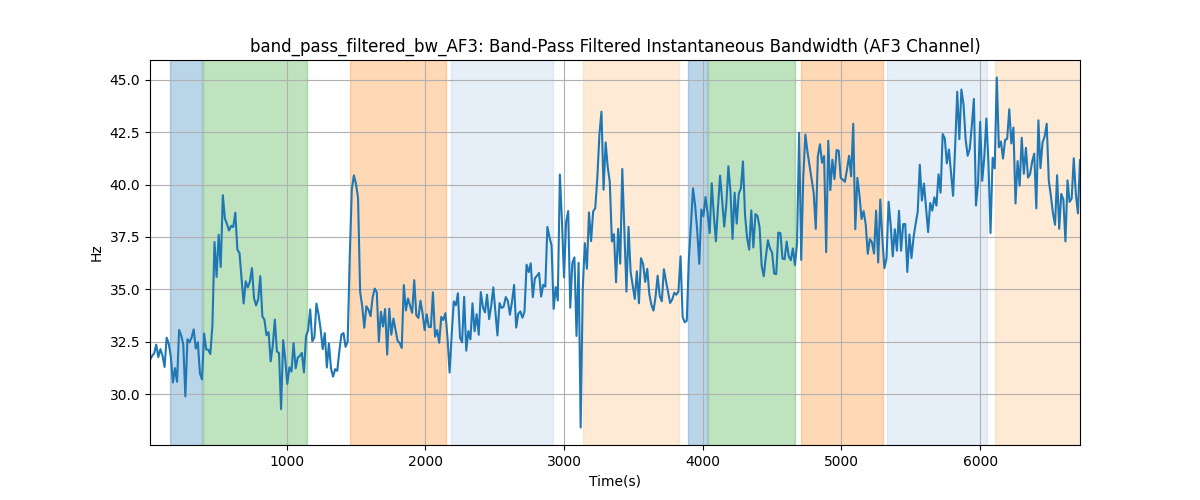 band_pass_filtered_bw_AF3: Band-Pass Filtered Instantaneous Bandwidth (AF3 Channel)
45.0
42.5
40.0
37.5
35.0
32.5
30.0
Hz
1000 2000 3000 4000 5000 6000
Time(s)